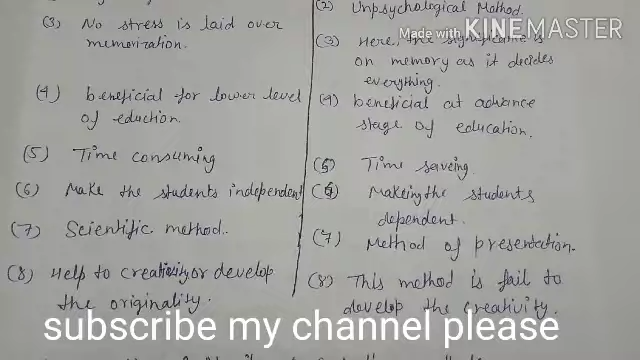 (3) No stress is laid over
memorization.
(4) beneficial for lower level
of eduction.
(5) Time consuming
(6) Make the students independent
(7) Scientific method.
(8) Help to creativity or develop
the originality.
(2) Unpsychological Method.
(3) Here, the significance is
on memory as it decides
everything.
(4) beneficial at advance
stage of education.
(5) Time serveing.
(6) Makeing the students
dependent.
(7) Method of presentation.
(8) This method is fail to
develop the creativity.
Made with KINEMASTER
subscribe my channel please